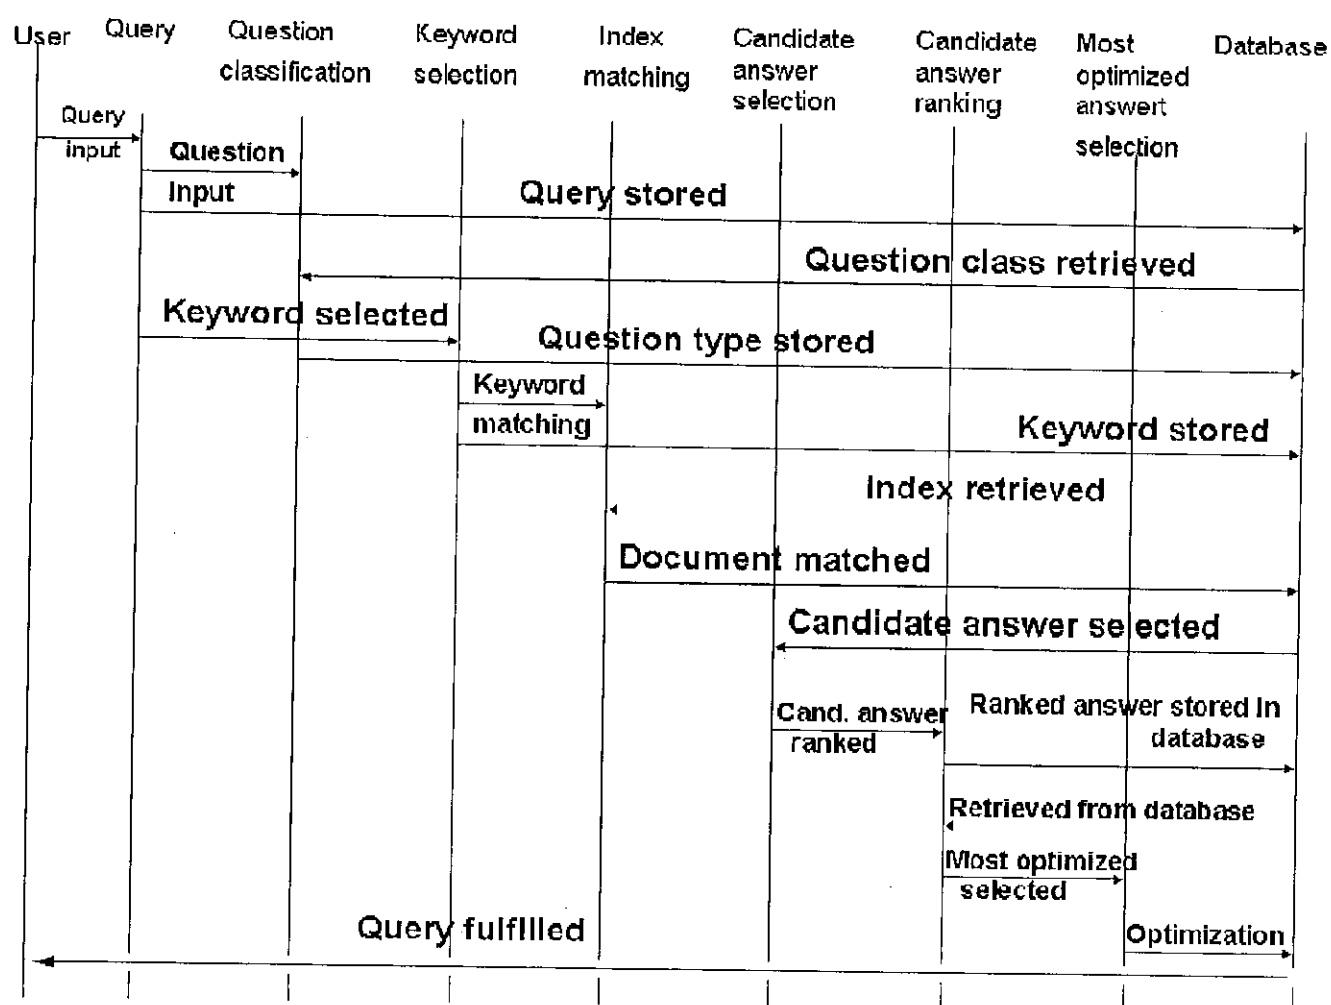 User
Query
Question
classification
Keyword
selection
Index
matching
Candidate
answer
selection
Candidate
answer
ranking
Most
optimized
answert
selection
Database
Query
input
Question
Input
Query stored
Question class retrieved
Keyword selected
Question type stored
Keyword
matching
Keyword stored
Index retrieved
Document matched
Candidate answer selected
Cand. answer
ranked
Ranked answer stored in
database
Retrieved from database
Most optimized
selected
Query fulfilled
Optimization